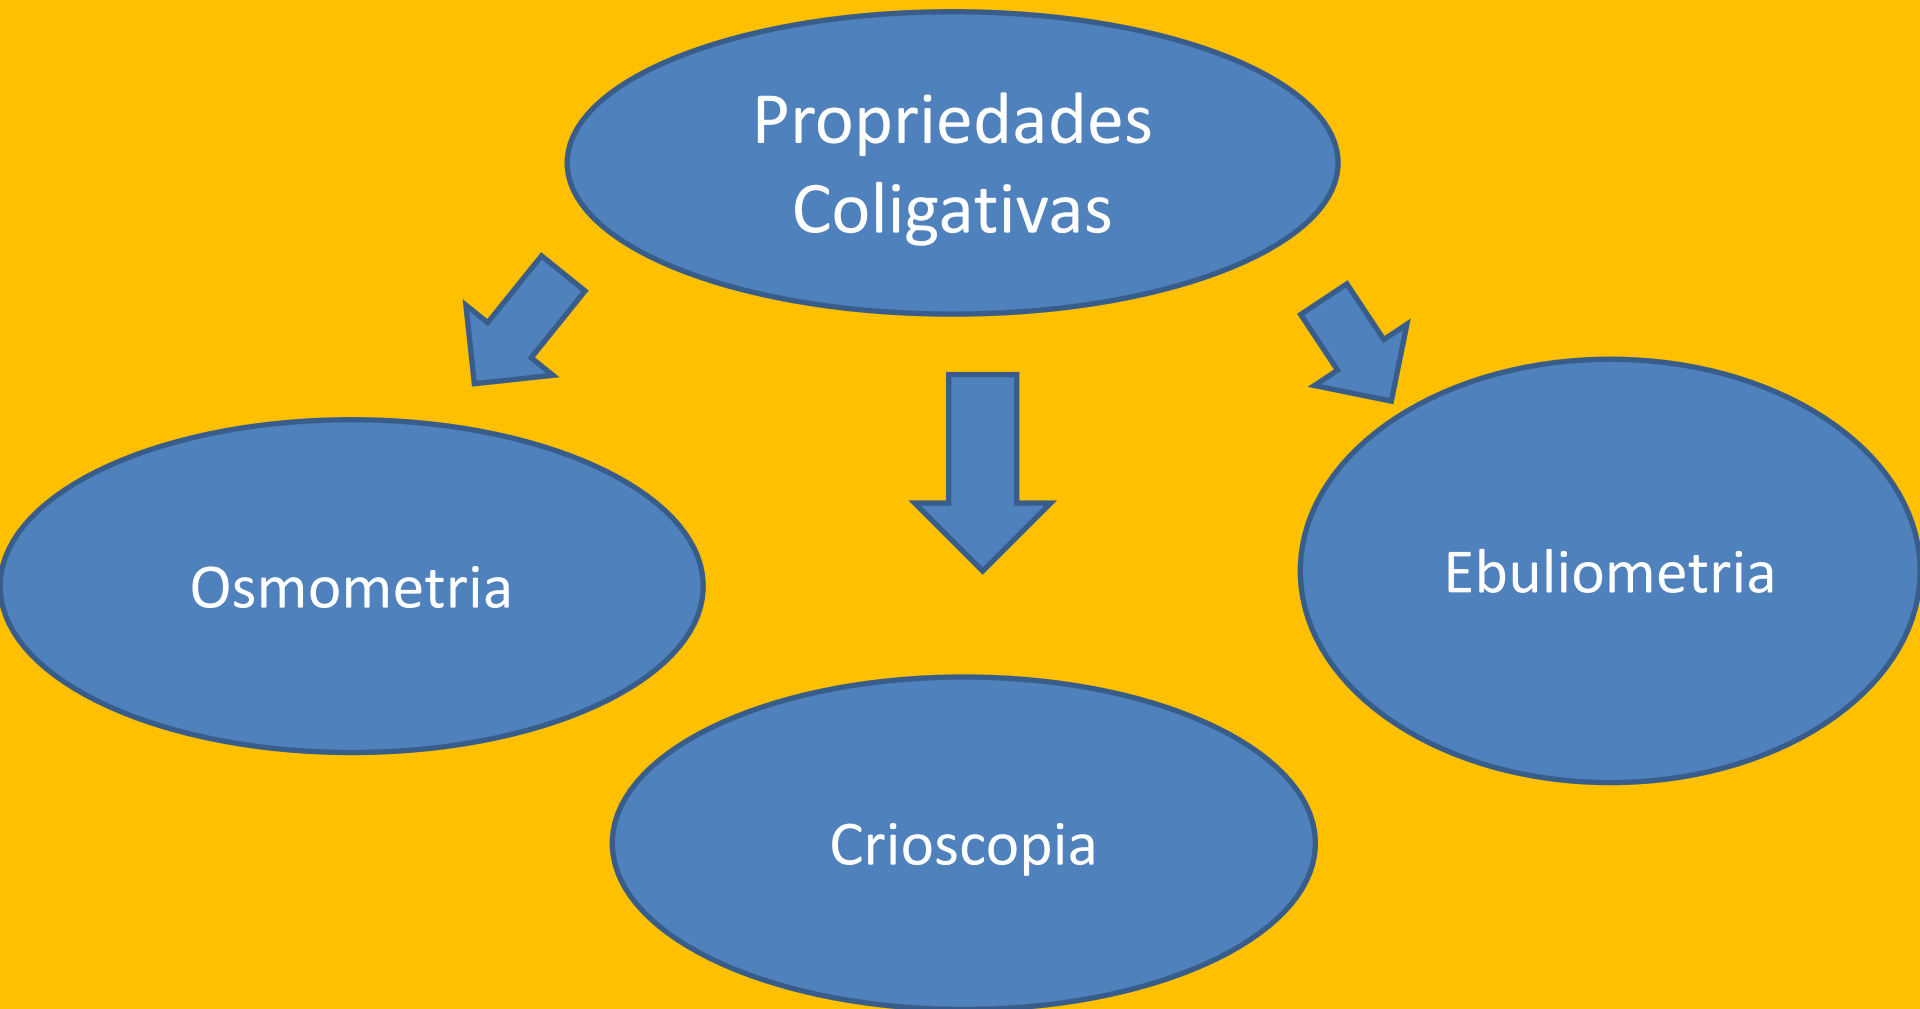 Propriedades
Coligativas
Osmometria
Ebuliometria
Crioscopia